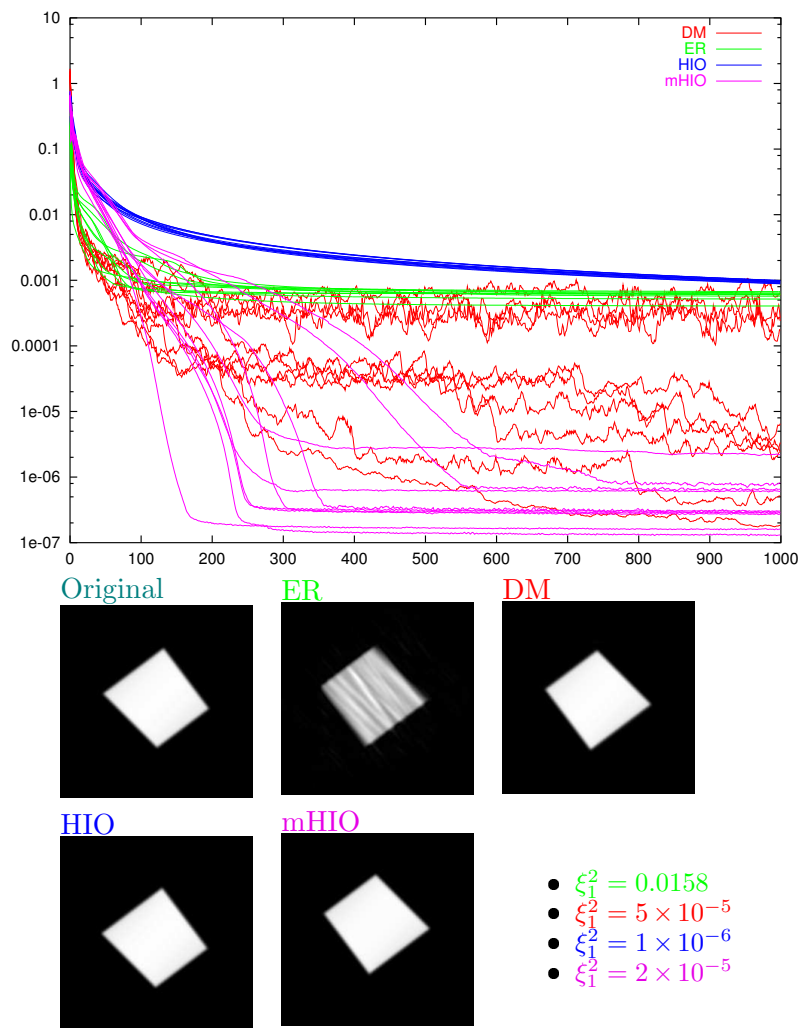 10
1
0.1
0.01
0.001
0.0001
1e-05
1e-06
1e-07
0 100 200 300 400 500 600 700 800 900 1000
DM
ER
HIO
mHIO
Original ER DM
HIO mHIO
• ξ₁² = 0.0158
• ξ₁² = 5 × 10⁻⁵
• ξ₁² = 1 × 10⁻⁶
• ξ₁² = 2 × 10⁻⁵